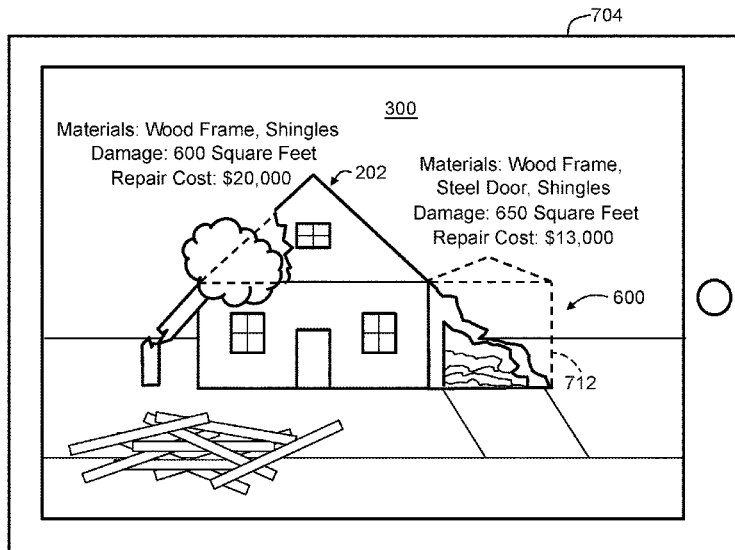 704
300
Materials: Wood Frame, Shingles
Damage: 600 Square Feet
Repair Cost: $20,000
202
Materials: Wood Frame,
Steel Door, Shingles
Damage: 650 Square Feet
Repair Cost: $13,000
600
712